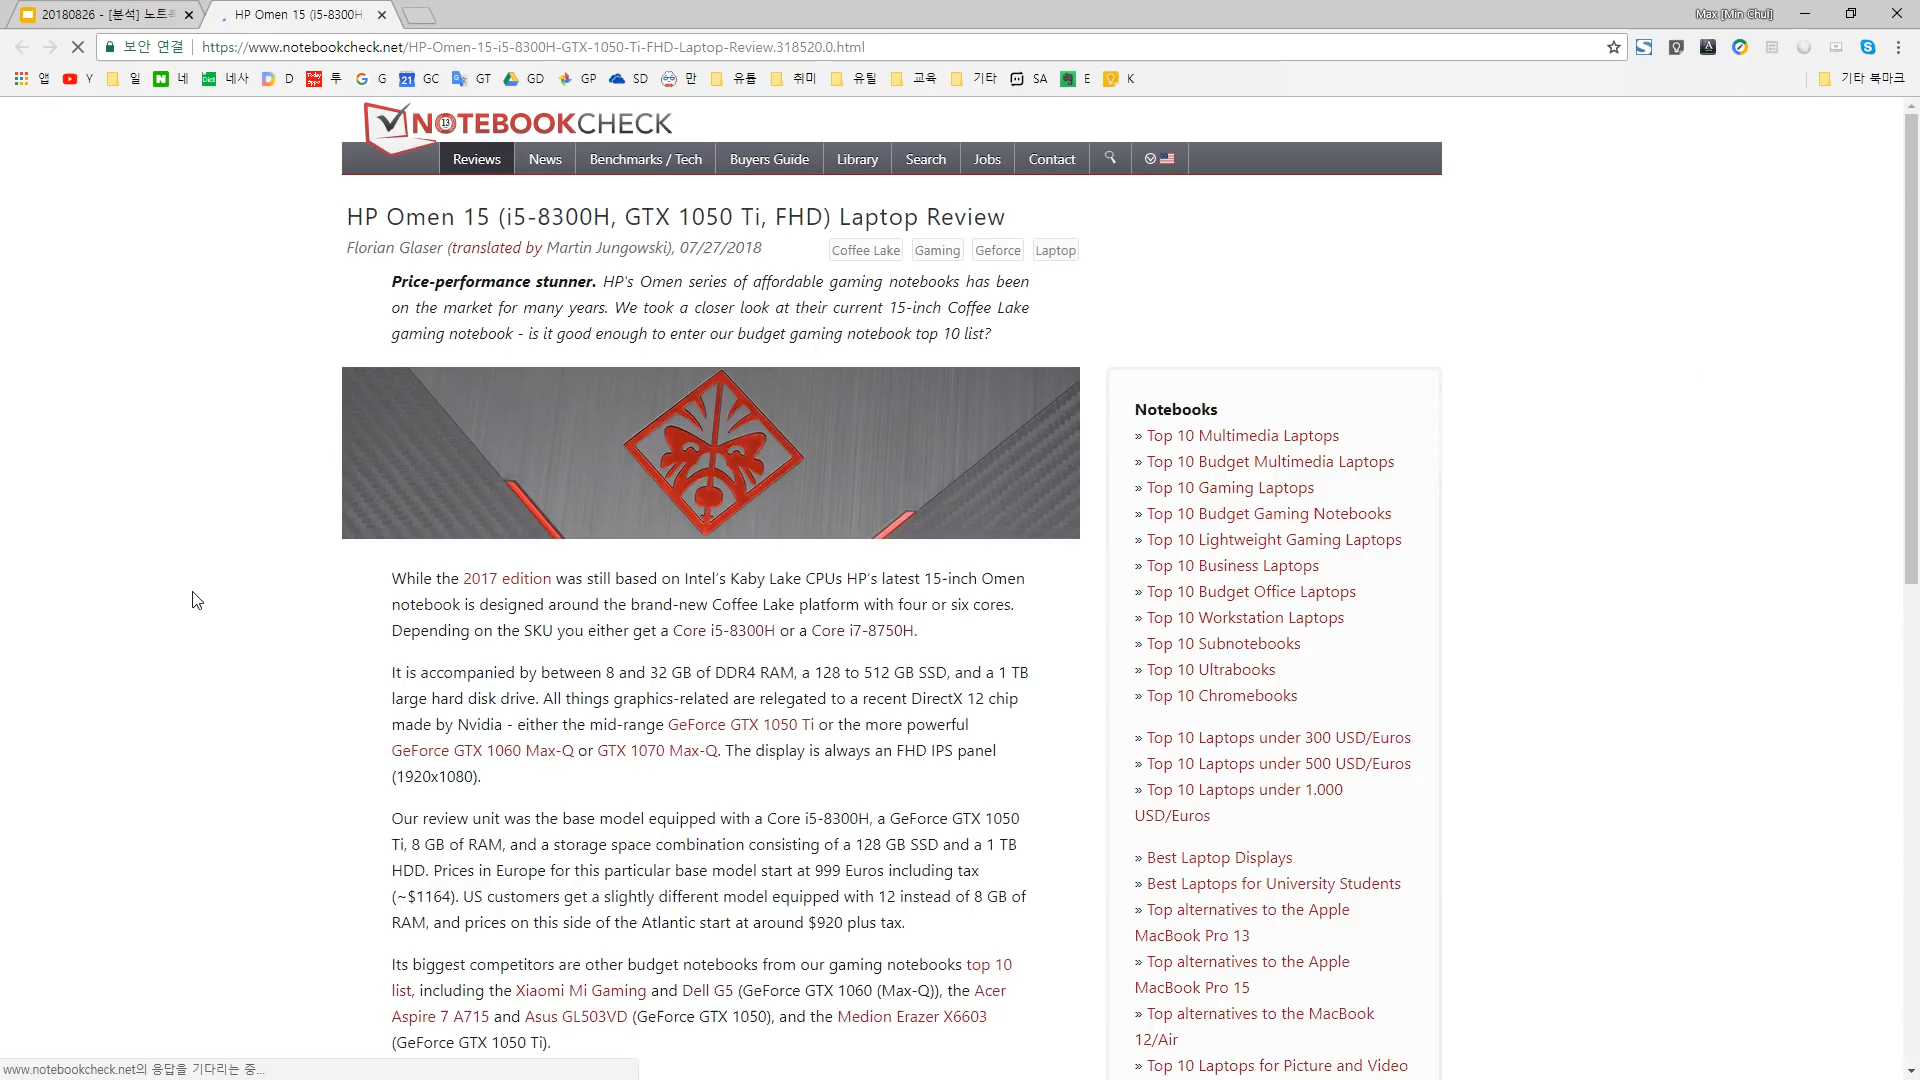 20180826 - [분석] 노트
HP Omen 15 (i5-8300H,
Max [Min Chul]
보안 연결
https://www.notebookcheck.net/HP-Omen-15-i5-8300H-GTX-1050-Ti-FHD-Laptop-Review.318520.0.html
앱 Y 일 네 네사 D 투 G GC GT GD GP SD 만 유틉 취미 유틸 교육 기타 SA E K 기타 북마크
NOTEBOOKCHECK
Reviews News Benchmarks / Tech Buyers Guide Library Search Jobs Contact
HP Omen 15 (i5-8300H, GTX 1050 Ti, FHD) Laptop Review
Florian Glaser (translated by Martin Jungowski), 07/27/2018
Coffee Lake Gaming Geforce Laptop
Price-performance stunner. HP's Omen series of affordable gaming notebooks has been
on the market for many years. We took a closer look at their current 15-inch Coffee Lake
gaming notebook - is it good enough to enter our budget gaming notebook top 10 list?
While the 2017 edition was still based on Intel's Kaby Lake CPUs HP's latest 15-inch Omen
notebook is designed around the brand-new Coffee Lake platform with four or six cores.
Depending on the SKU you either get a Core i5-8300H or a Core i7-8750H.
It is accompanied by between 8 and 32 GB of DDR4 RAM, a 128 to 512 GB SSD, and a 1 TB
large hard disk drive. All things graphics-related are relegated to a recent DirectX 12 chip
made by Nvidia - either the mid-range GeForce GTX 1050 Ti or the more powerful
GeForce GTX 1060 Max-Q or GTX 1070 Max-Q. The display is always an FHD IPS panel
(1920x1080).
Our review unit was the base model equipped with a Core i5-8300H, a GeForce GTX 1050
Ti, 8 GB of RAM, and a storage space combination consisting of a 128 GB SSD and a 1 TB
HDD. Prices in Europe for this particular base model start at 999 Euros including tax
(~$1164). US customers get a slightly different model equipped with 12 instead of 8 GB of
RAM, and prices on this side of the Atlantic start at around $920 plus tax.
Its biggest competitors are other budget notebooks from our gaming notebooks top 10
list, including the Xiaomi Mi Gaming and Dell G5 (GeForce GTX 1060 (Max-Q)), the Acer
Aspire 7 A715 and Asus GL503VD (GeForce GTX 1050), and the Medion Erazer X6603
(GeForce GTX 1050 Ti).
Notebooks
» Top 10 Multimedia Laptops
» Top 10 Budget Multimedia Laptops
» Top 10 Gaming Laptops
» Top 10 Budget Gaming Notebooks
» Top 10 Lightweight Gaming Laptops
» Top 10 Business Laptops
» Top 10 Budget Office Laptops
» Top 10 Workstation Laptops
» Top 10 Subnotebooks
» Top 10 Ultrabooks
» Top 10 Chromebooks
» Top 10 Laptops under 300 USD/Euros
» Top 10 Laptops under 500 USD/Euros
» Top 10 Laptops under 1.000
USD/Euros
» Best Laptop Displays
» Best Laptops for University Students
» Top alternatives to the Apple
MacBook Pro 13
» Top alternatives to the Apple
MacBook Pro 15
» Top alternatives to the MacBook
12/Air
» Top 10 Laptops for Picture and Video
www.notebookcheck.net의 응답을 기다리는 중...